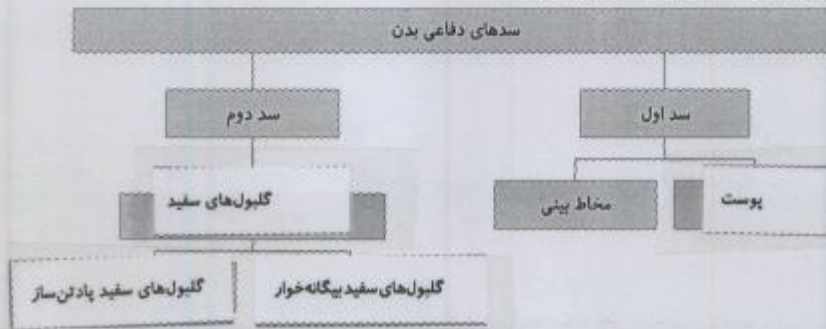 سدهای دفاعی بدن
سد اول
سد دوم
پوست
مخاط بینی
گلبول‌های سفید
گلبول‌های سفید بیگانه‌خوار
گلبول‌های سفید پادتن‌ساز